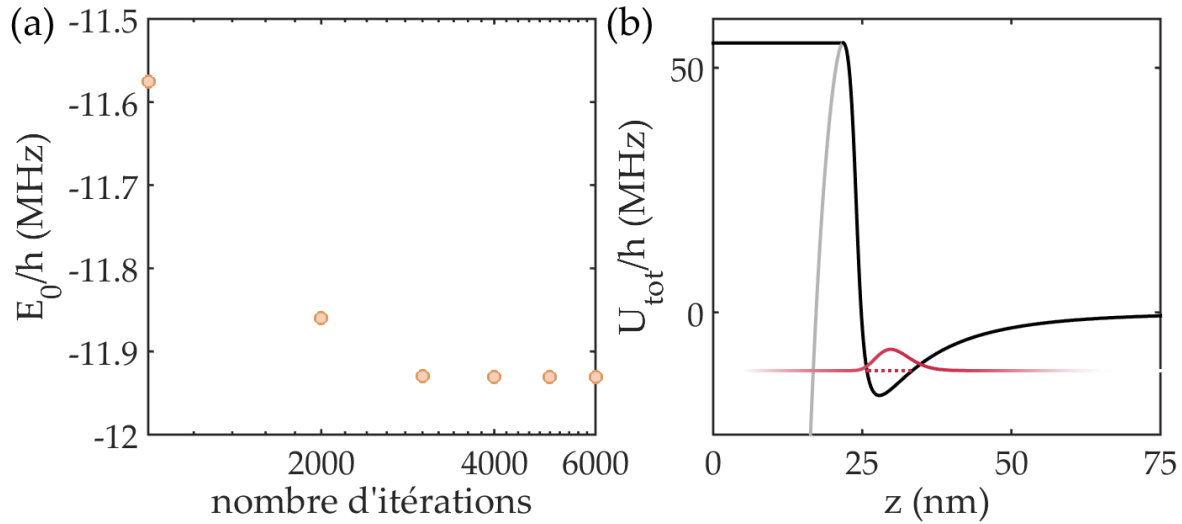 (a)
-11.5
-11.6
-11.7
-11.8
-11.9
-12
E0/h (MHz)
2000
4000
6000
nombre d'itérations
(b)
50
0
Utot/h (MHz)
0
25
50
75
z (nm)